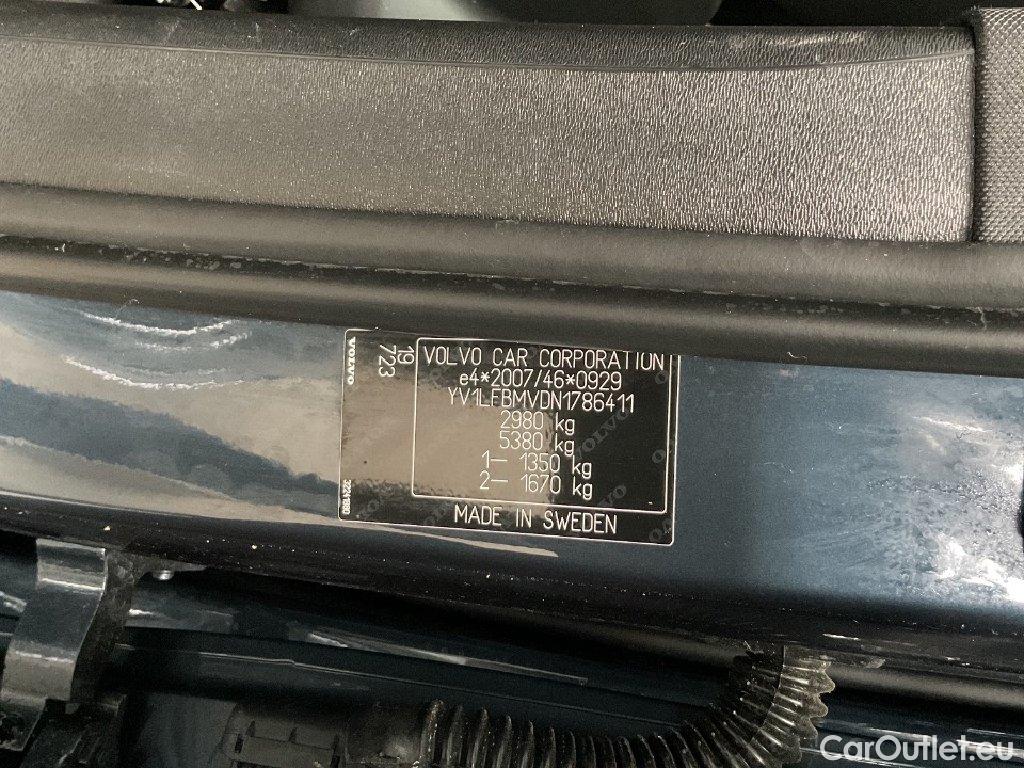 VOLVO
19
723
VOLVO CAR CORPORATION
e4*2007/46*0929
YV1LFBMVDN1786411
2980 kg
5380 kg
1– 1350 kg
2– 1670 kg
MADE IN SWEDEN
CarOutlet.eu